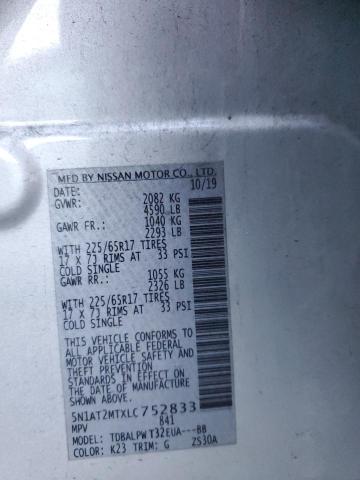 MFD BY NISSAN MOTOR CO., LTD.
DATE: 10/19
GVWR: 2082 KG
4590 LB
GAWR FR.: 1040 KG
2293 LB
WITH 225/65R17 TIRES
17 X 7J RIMS AT 33 PSI
COLD SINGLE
GAWR RR.: 1055 KG
2326 LB
WITH 225/65R17 TIRES
17 X 7J RIMS AT 33 PSI
COLD SINGLE
THIS VEHICLE CONFORMS TO
ALL APPLICABLE FEDERAL
MOTOR VEHICLE SAFETY AND
THEFT PREVENTION
STANDARDS IN EFFECT ON
THE DATE OF MANUFACTURE
SHOWN ABOVE.
5N1AT2MTXLC752833
MPV 841
MODEL: TDBALPWT32EUA---BB
COLOR: K23 TRIM: G ZS30A